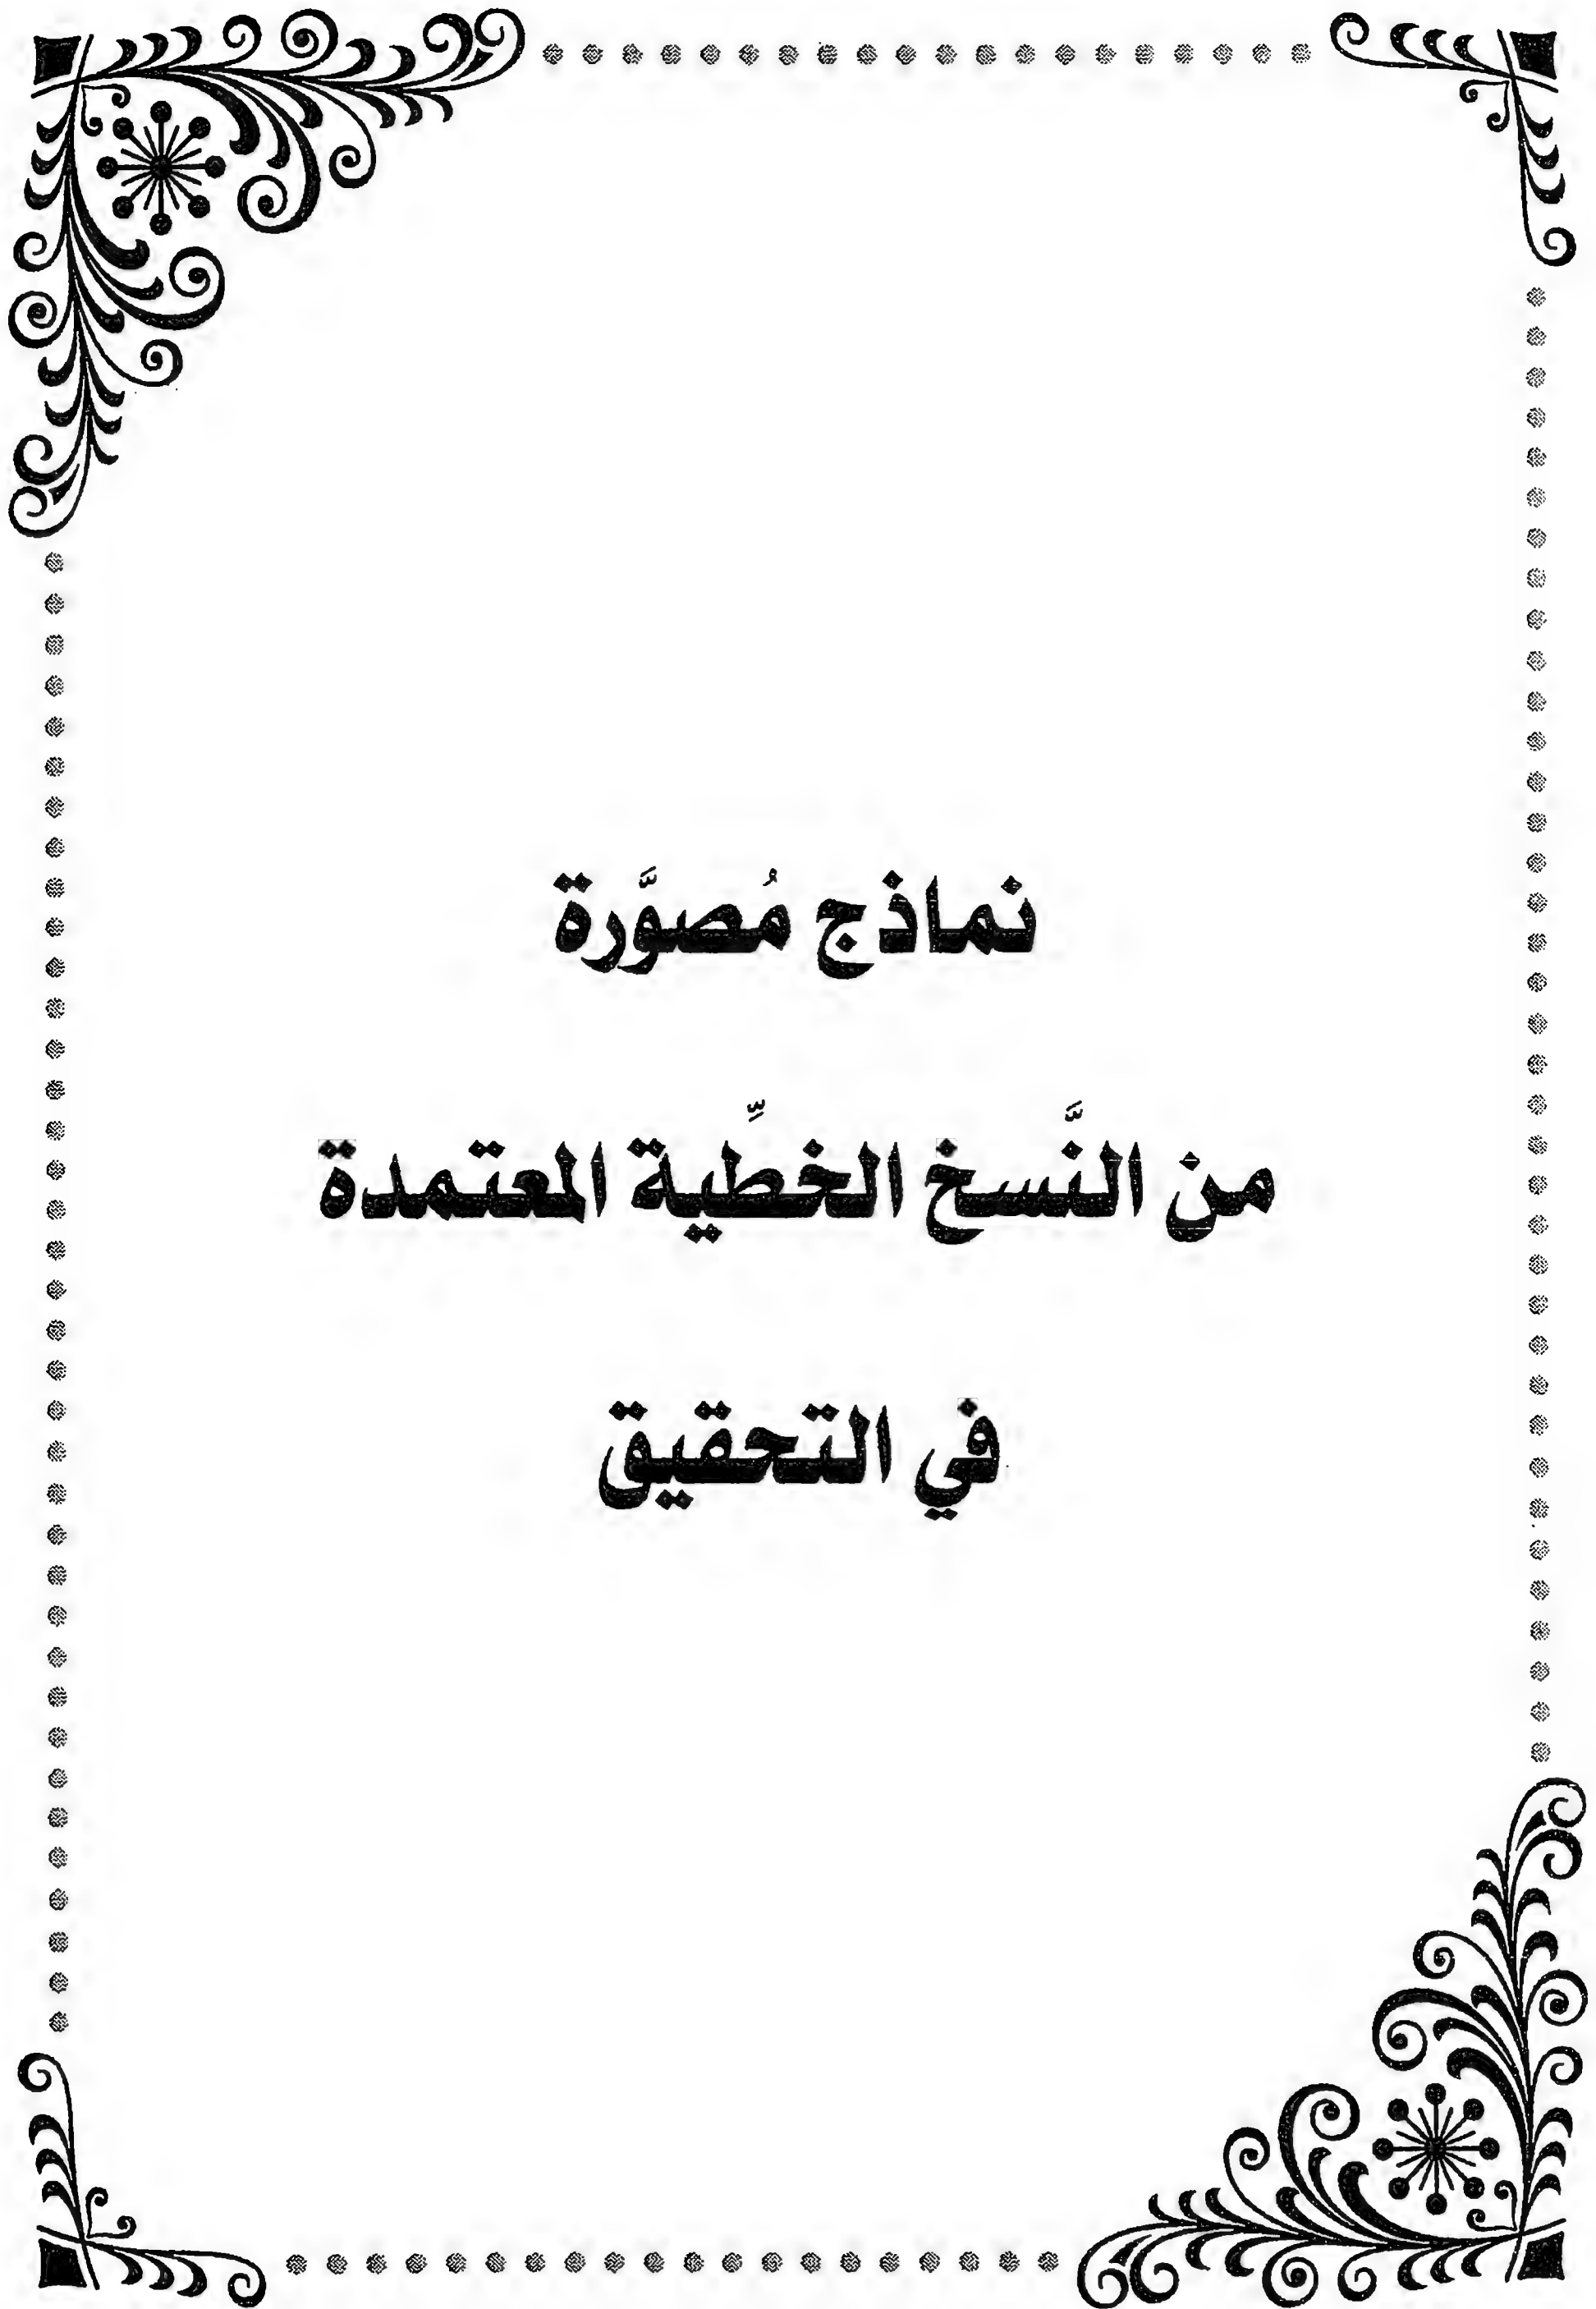 نماذج مُصوَّرة
من النَّسخ الخطِّية المعتمدة
في التحقيق